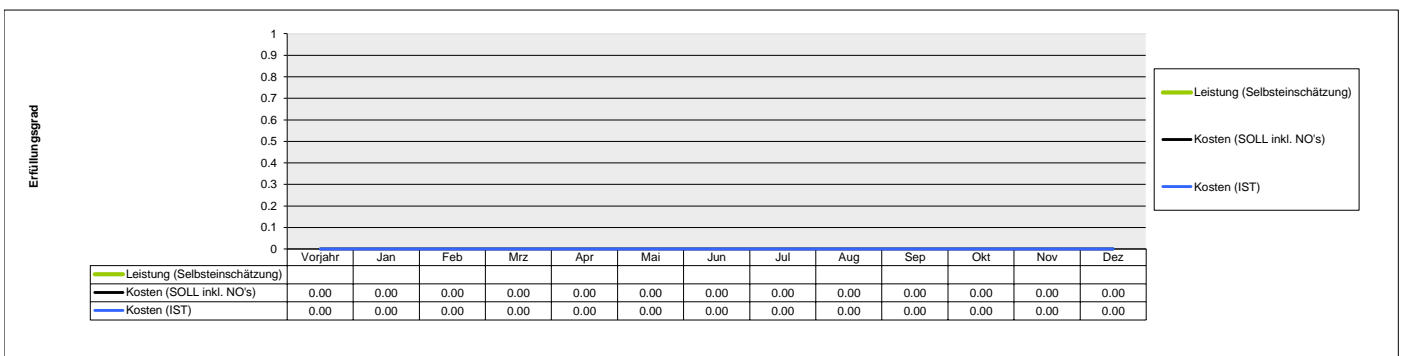 Erfüllungsgrad
1
0.9
0.8
0.7
0.6
0.5
0.4
0.3
0.2
0.1
0
Leistung (Selbsteinschätzung)
Kosten (SOLL inkl. NO's)
Kosten (IST)
Vorjahr Jan Feb Mrz Apr Mai Jun Jul Aug Sep Okt Nov Dez
Leistung (Selbsteinschätzung)
Kosten (SOLL inkl. NO's) 0.00 0.00 0.00 0.00 0.00 0.00 0.00 0.00 0.00 0.00 0.00 0.00 0.00
Kosten (IST) 0.00 0.00 0.00 0.00 0.00 0.00 0.00 0.00 0.00 0.00 0.00 0.00 0.00